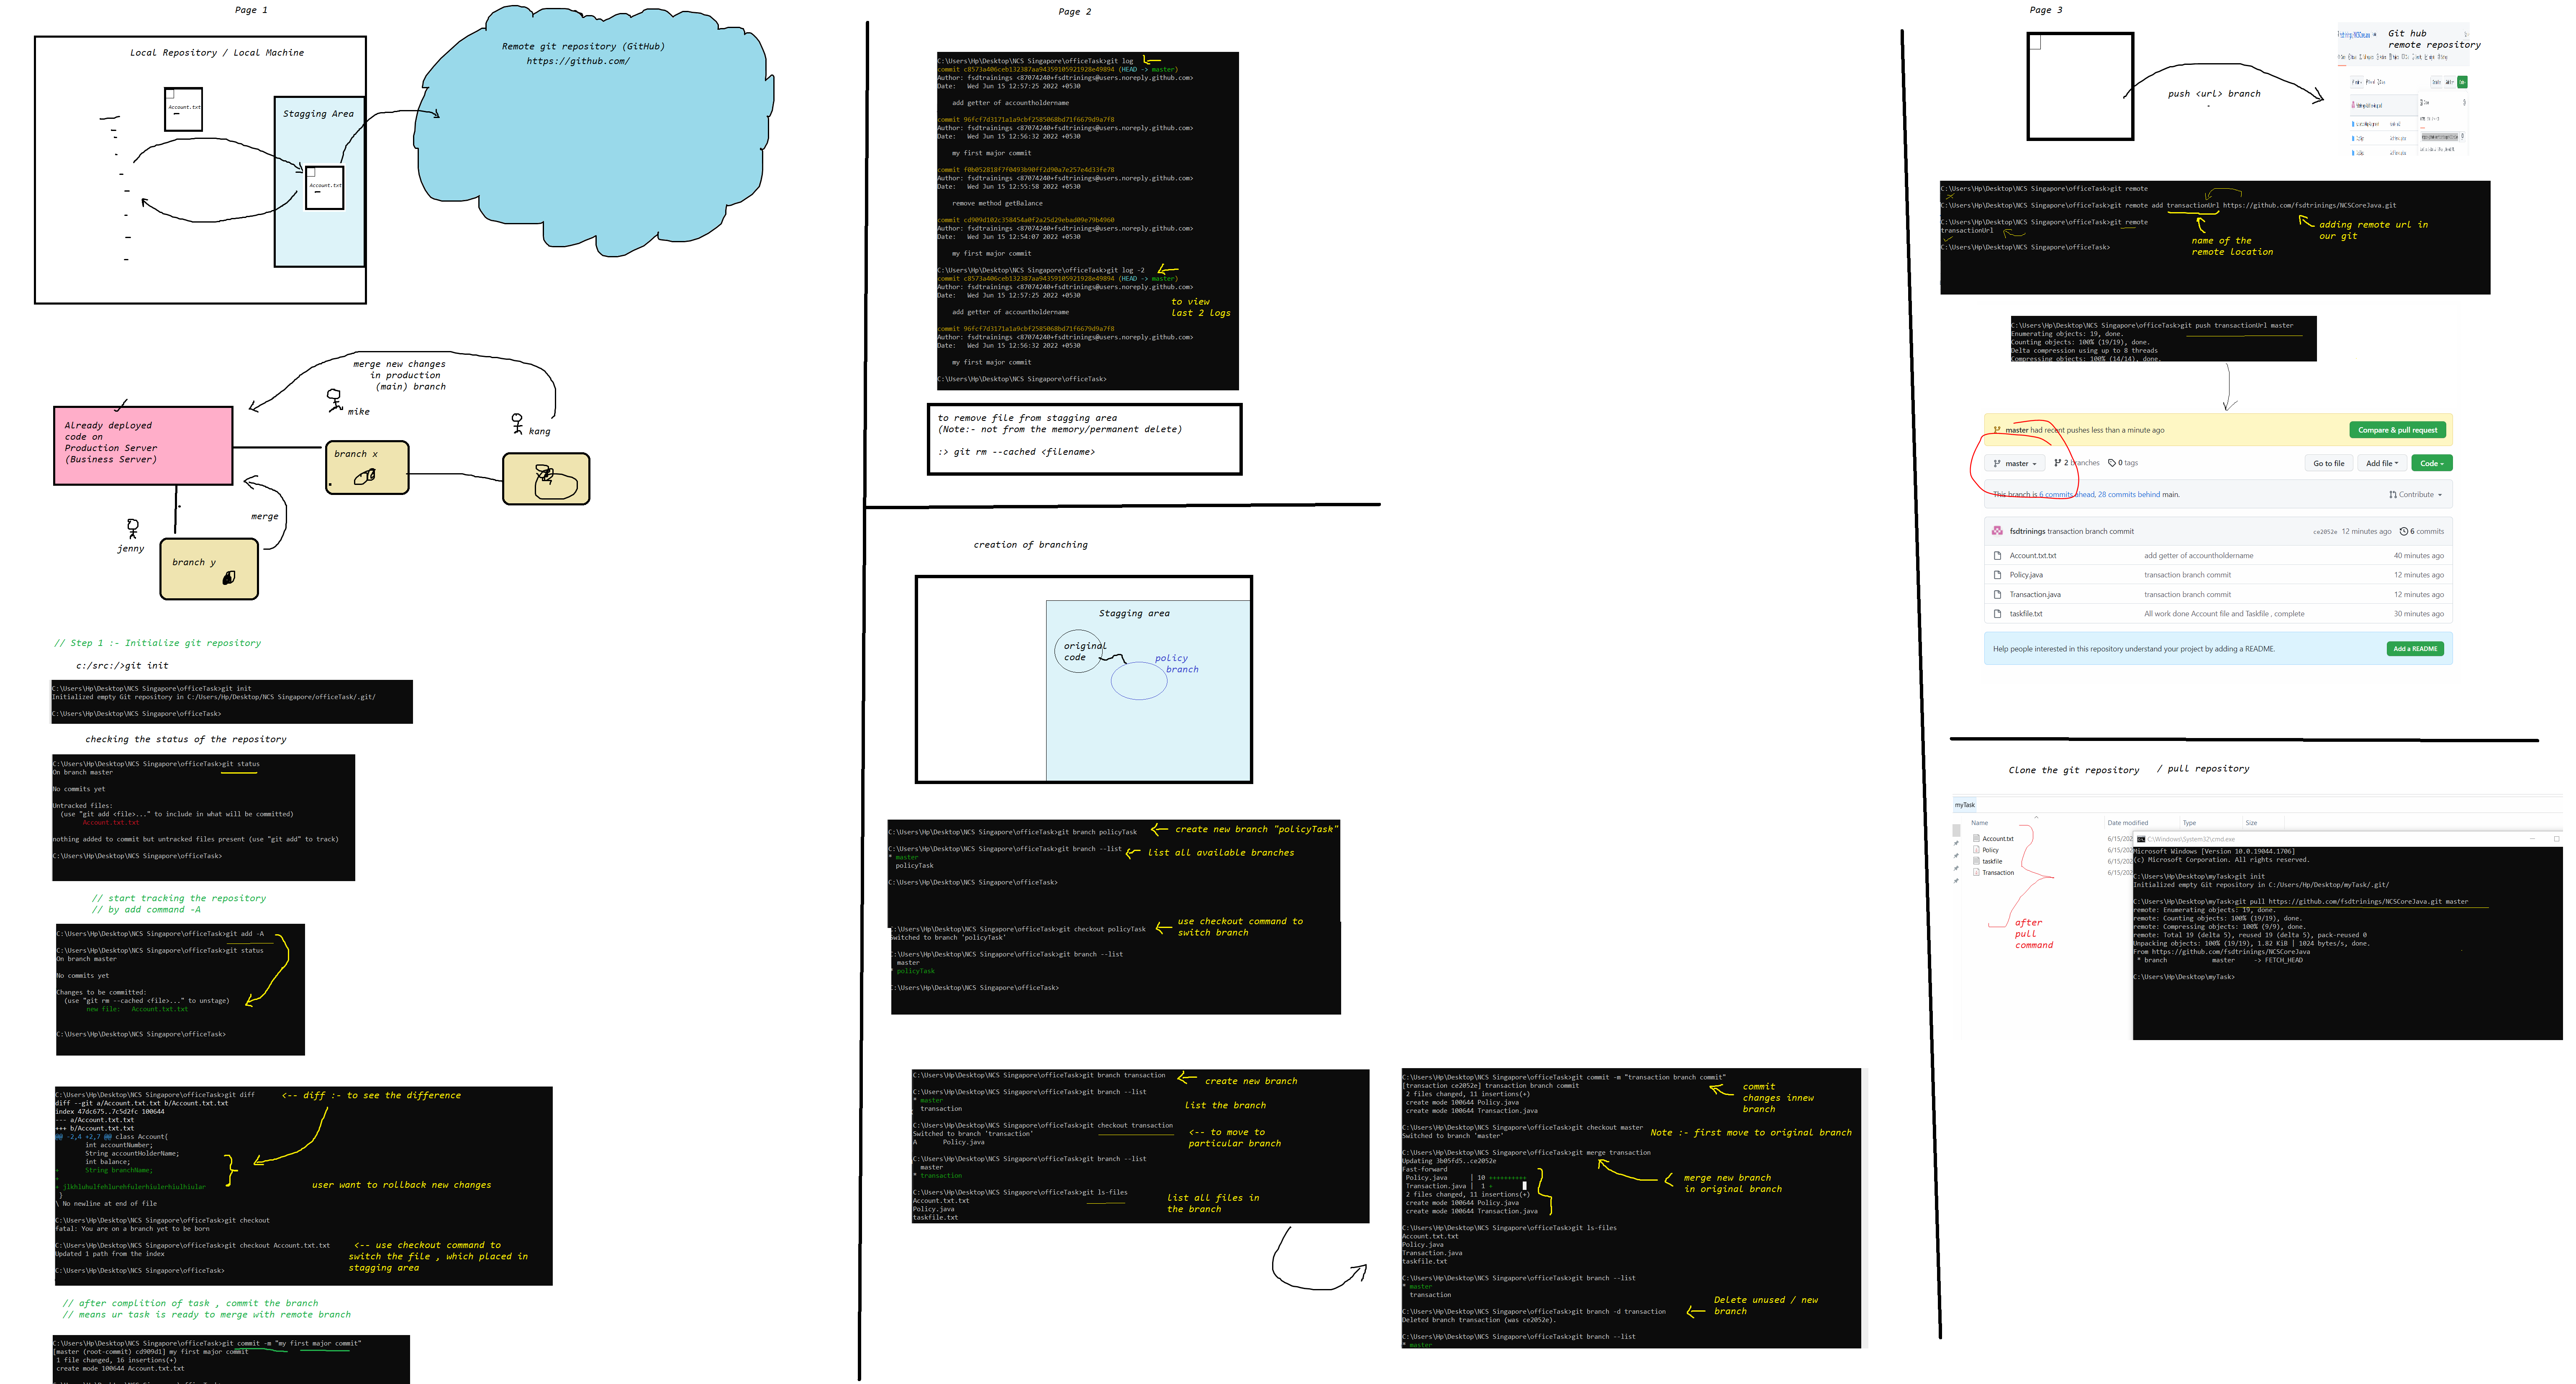 Page 1
Local Repository / Local Machine
Account.txt
Stagging Area
Account.txt
Remote git repository (GitHub)
https://github.com/
merge new changes
in production
(main) branch
mike
kang
Already deployed
code on
Production Server
(Business Server)
branch x
merge
jenny
branch y
// Step 1 :- Initialize git repository
c:/src:/>git init
C:\Users\Hp\Desktop\NCS Singapore\officeTask>git init
Initialized empty Git repository in C:/Users/Hp/Desktop/NCS Singapore/officeTask/.git/
C:\Users\Hp\Desktop\NCS Singapore\officeTask>
checking the status of the repository
C:\Users\Hp\Desktop\NCS Singapore\officeTask>git status
On branch master
No commits yet
Untracked files:
(use "git add <file>..." to include in what will be committed)
Account.txt.txt
nothing added to commit but untracked files present (use "git add" to track)
C:\Users\Hp\Desktop\NCS Singapore\officeTask>
// start tracking the repository
// by add command -A
C:\Users\Hp\Desktop\NCS Singapore\officeTask>git add -A
C:\Users\Hp\Desktop\NCS Singapore\officeTask>git status
On branch master
No commits yet
Changes to be committed:
(use "git rm --cached <file>..." to unstage)
new file:   Account.txt.txt
C:\Users\Hp\Desktop\NCS Singapore\officeTask>
C:\Users\Hp\Desktop\NCS Singapore\officeTask>git diff
<-- diff :- to see the difference
diff --git a/Account.txt.txt b/Account.txt.txt
index 47dc675..7c5d2fc 100644
--- a/Account.txt.txt
+++ b/Account.txt.txt
@@ -2,4 +2,7 @@ class Account{
int accountNumber;
String accountHolderName;
int balance;
+ String branchName;
+
+ jlkhluhulfehlurehfulerhiulerhiulhiular
}
\ No newline at end of file
user want to rollback new changes
C:\Users\Hp\Desktop\NCS Singapore\officeTask>git checkout
fatal: You are on a branch yet to be born
C:\Users\Hp\Desktop\NCS Singapore\officeTask>git checkout Account.txt.txt
Updated 1 path from the index
C:\Users\Hp\Desktop\NCS Singapore\officeTask>
<-- use checkout command to
switch the file , which placed in
stagging area
// after complition of task , commit the branch
// means ur task is ready to merge with remote branch
C:\Users\Hp\Desktop\NCS Singapore\officeTask>git commit -m "my first major commit"
[master (root-commit) cd909d1] my first major commit
1 file changed, 16 insertions(+)
create mode 100644 Account.txt.txt
Page 2
C:\Users\Hp\Desktop\NCS Singapore\officeTask>git log
commit c8573a406ceb132387aa94359105921928e49894 (HEAD -> master)
Author: fsdtrainings <87074240+fsdtrinings@users.noreply.github.com>
Date:   Wed Jun 15 12:57:25 2022 +0530
add getter of accountholdername
commit 96fcf7d3171a1a9cbf2585068bd71f6679d9a7f8
Author: fsdtrainings <87074240+fsdtrinings@users.noreply.github.com>
Date:   Wed Jun 15 12:56:32 2022 +0530
my first major commit
commit f0b052818f7f0493b90ff2d90a7e257e4d33fe78
Author: fsdtrainings <87074240+fsdtrinings@users.noreply.github.com>
Date:   Wed Jun 15 12:55:58 2022 +0530
remove method getBalance
commit cd909d102c358454a0f2a25d29ebad09e79b4960
Author: fsdtrainings <87074240+fsdtrinings@users.noreply.github.com>
Date:   Wed Jun 15 12:54:07 2022 +0530
my first major commit
C:\Users\Hp\Desktop\NCS Singapore\officeTask>git log -2
commit c8573a406ceb132387aa94359105921928e49894 (HEAD -> master)
Author: fsdtrainings <87074240+fsdtrinings@users.noreply.github.com>
Date:   Wed Jun 15 12:57:25 2022 +0530
add getter of accountholdername
to view
last 2 logs
commit 96fcf7d3171a1a9cbf2585068bd71f6679d9a7f8
Author: fsdtrainings <87074240+fsdtrinings@users.noreply.github.com>
Date:   Wed Jun 15 12:56:32 2022 +0530
my first major commit
C:\Users\Hp\Desktop\NCS Singapore\officeTask>
to remove file from stagging area
(Note:- not from the memory/permanent delete)
:> git rm --cached <filename>
creation of branching
Stagging area
original
code
policy
branch
C:\Users\Hp\Desktop\NCS Singapore\officeTask>git branch policyTask
create new branch "policyTask"
C:\Users\Hp\Desktop\NCS Singapore\officeTask>git branch --list
list all available branches
* master
policyTask
C:\Users\Hp\Desktop\NCS Singapore\officeTask>
use checkout command to
switch branch
C:\Users\Hp\Desktop\NCS Singapore\officeTask>git checkout policyTask
Switched to branch 'policyTask'
C:\Users\Hp\Desktop\NCS Singapore\officeTask>git branch --list
master
* policyTask
C:\Users\Hp\Desktop\NCS Singapore\officeTask>
C:\Users\Hp\Desktop\NCS Singapore\officeTask>git branch transaction
create new branch
C:\Users\Hp\Desktop\NCS Singapore\officeTask>git branch --list
* master
transaction
list the branch
C:\Users\Hp\Desktop\NCS Singapore\officeTask>git checkout transaction
Switched to branch 'transaction'
A       Policy.java
<-- to move to
particular branch
C:\Users\Hp\Desktop\NCS Singapore\officeTask>git branch --list
master
* transaction
C:\Users\Hp\Desktop\NCS Singapore\officeTask>git ls-files
Account.txt.txt
Policy.java
taskfile.txt
list all files in
the branch
C:\Users\Hp\Desktop\NCS Singapore\officeTask>git commit -m "transaction branch commit"
[transaction ce2052e] transaction branch commit
2 files changed, 11 insertions(+)
create mode 100644 Policy.java
create mode 100644 Transaction.java
commit
changes innew
branch
C:\Users\Hp\Desktop\NCS Singapore\officeTask>git checkout master
Switched to branch 'master'
Note :- first move to original branch
C:\Users\Hp\Desktop\NCS Singapore\officeTask>git merge transaction
Updating 3b05fd5..ce2052e
Fast-forward
Policy.java      | 10 ++++++++++
Transaction.java |  1 +
2 files changed, 11 insertions(+)
create mode 100644 Policy.java
create mode 100644 Transaction.java
merge new branch
in original branch
C:\Users\Hp\Desktop\NCS Singapore\officeTask>git ls-files
Account.txt.txt
Policy.java
Transaction.java
taskfile.txt
C:\Users\Hp\Desktop\NCS Singapore\officeTask>git branch --list
* master
transaction
Delete unused / new
branch
C:\Users\Hp\Desktop\NCS Singapore\officeTask>git branch -d transaction
Deleted branch transaction (was ce2052e).
C:\Users\Hp\Desktop\NCS Singapore\officeTask>git branch --list
* master
Page 3
Git hub
remote repository
push <url> branch
C:\Users\Hp\Desktop\NCS Singapore\officeTask>git remote
C:\Users\Hp\Desktop\NCS Singapore\officeTask>git remote add transactionUrl https://github.com/fsdtrinings/NCSCoreJava.git
C:\Users\Hp\Desktop\NCS Singapore\officeTask>git remote
transactionUrl
C:\Users\Hp\Desktop\NCS Singapore\officeTask>
name of the
remote location
adding remote url in
our git
C:\Users\Hp\Desktop\NCS Singapore\officeTask>git push transactionUrl master
Enumerating objects: 19, done.
Counting objects: 100% (19/19), done.
Delta compression using up to 8 threads
Compressing objects: 100% (14/14), done.
master had recent pushes less than a minute ago
Compare & pull request
master
2 branches
0 tags
Go to file
Add file
Code
This branch is 6 commits ahead, 28 commits behind main.
Contribute
fsdtrinings transaction branch commit
ce2052e 12 minutes ago
6 commits
Account.txt.txt add getter of accountholdername 40 minutes ago
Policy.java transaction branch commit 12 minutes ago
Transaction.java transaction branch commit 12 minutes ago
taskfile.txt All work done Account file and Taskfile , complete 30 minutes ago
Help people interested in this repository understand your project by adding a README.
Add a README
Clone the git repository / pull repository
myTask
Name Date modified Type Size
Account.txt 6/15/202
Policy 6/15/202
taskfile 6/15/202
Transaction 6/15/202
after
pull
command
C:\Windows\System32\cmd.exe
Microsoft Windows [Version 10.0.19044.1706]
(c) Microsoft Corporation. All rights reserved.
C:\Users\Hp\Desktop\myTask>git init
Initialized empty Git repository in C:/Users/Hp/Desktop/myTask/.git/
C:\Users\Hp\Desktop\myTask>git pull https://github.com/fsdtrinings/NCSCoreJava.git master
remote: Enumerating objects: 19, done.
remote: Counting objects: 100% (19/19), done.
remote: Compressing objects: 100% (9/9), done.
remote: Total 19 (delta 5), reused 19 (delta 5), pack-reused 0
Unpacking objects: 100% (19/19), 1.82 KiB | 1024 bytes/s, done.
From https://github.com/fsdtrinings/NCSCoreJava
* branch            master     -> FETCH_HEAD
C:\Users\Hp\Desktop\myTask>